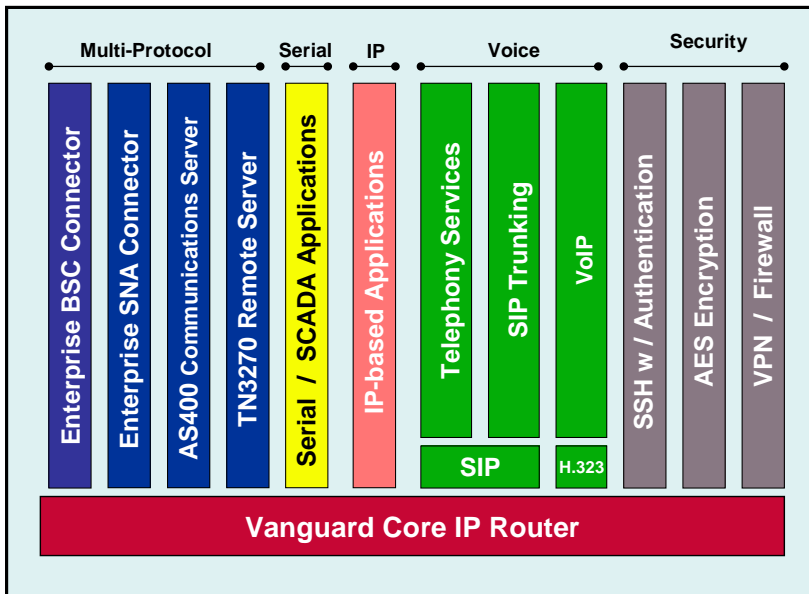 Multi-Protocol
Serial
IP
Voice
Security
Enterprise BSC Connector
Enterprise SNA Connector
AS400 Communications Server
TN3270 Remote Server
Serial / SCADA Applications
IP-based Applications
Telephony Services
SIP Trunking
VoIP
SSH w / Authentication
AES Encryption
VPN / Firewall
SIP
H.323
Vanguard Core IP Router